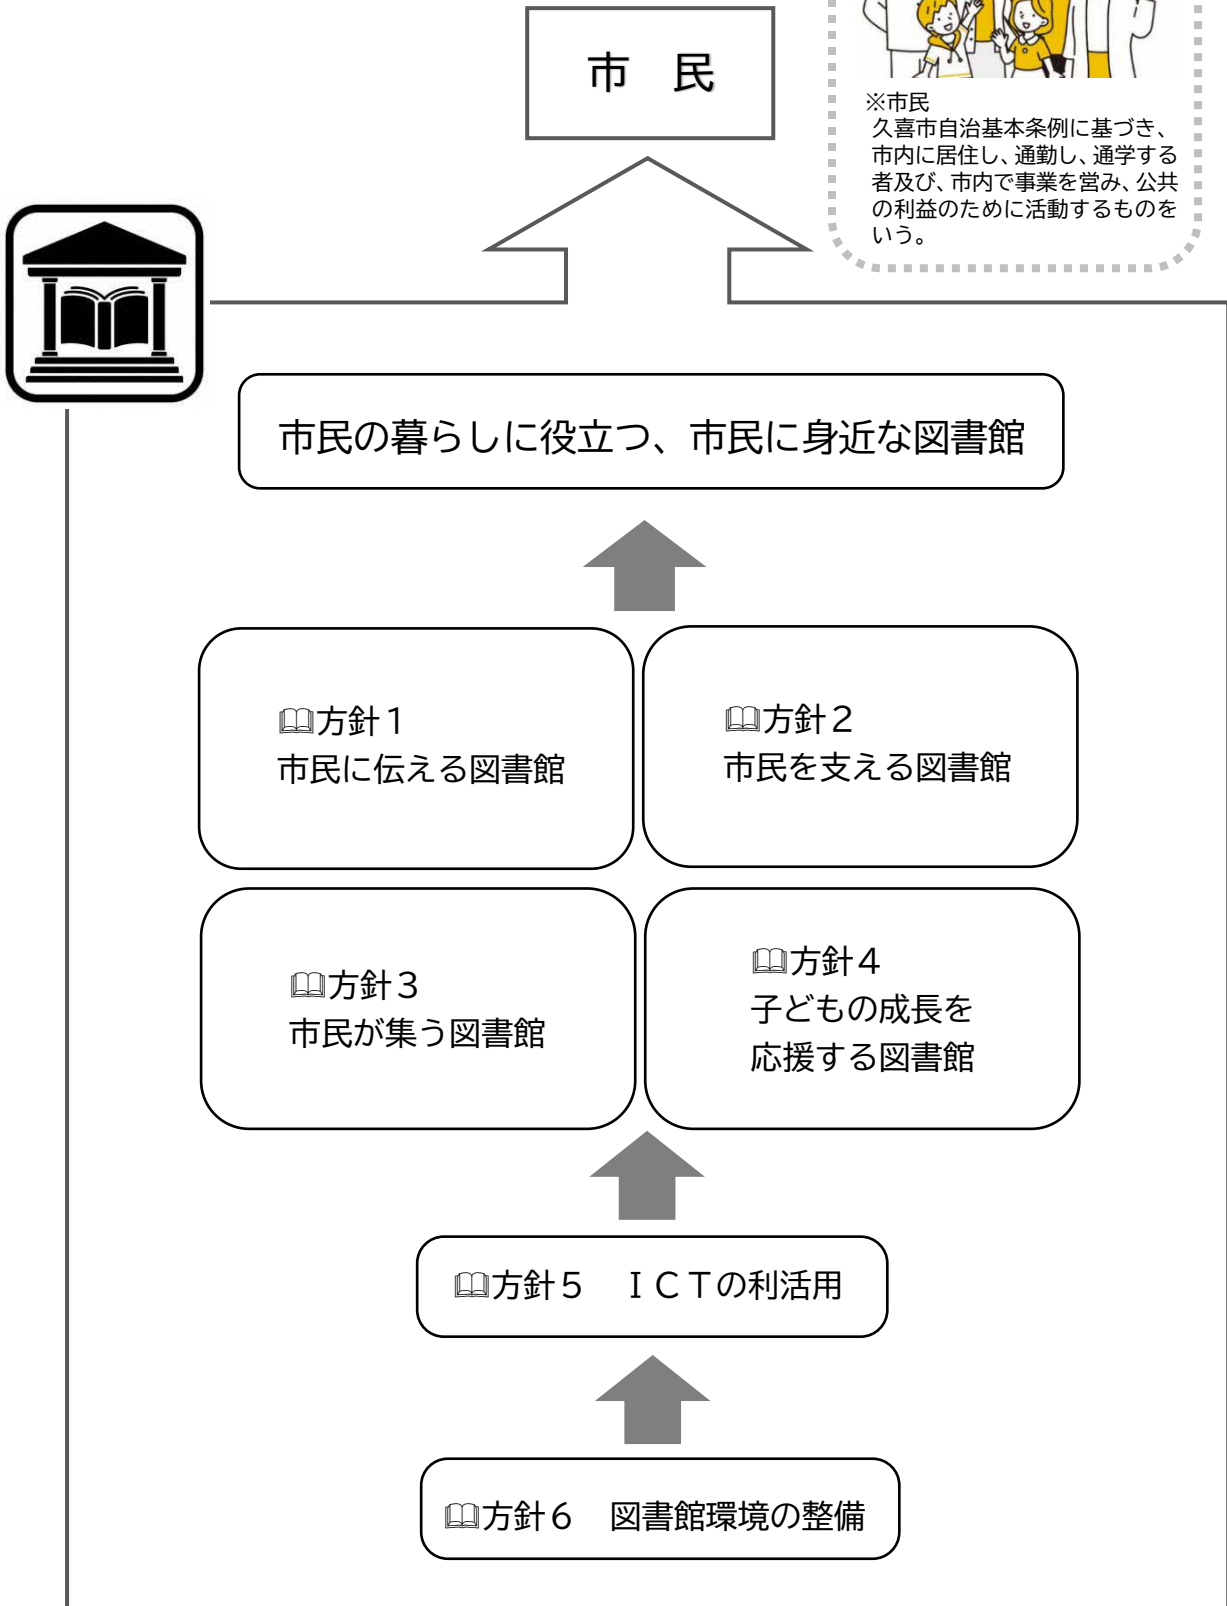 市　民
※市民
久喜市自治基本条例に基づき、
市内に居住し、通勤し、通学する
者及び、市内で事業を営み、公共
の利益のために活動するものを
いう。
市民の暮らしに役立つ、市民に身近な図書館
🕮方針１
市民に伝える図書館
🕮方針２
市民を支える図書館
🕮方針３
市民が集う図書館
🕮方針４
子どもの成長を
応援する図書館
🕮方針５　ＩＣＴの利活用
🕮方針６　図書館環境の整備